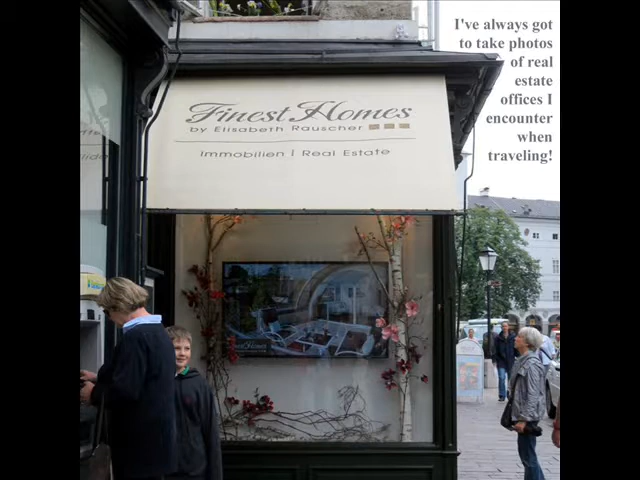 I've always got
to take photos
of real
estate
offices I
encounter
when
traveling!
Finest Homes
by Elisabeth Rauscher
Immobilien | Real Estate